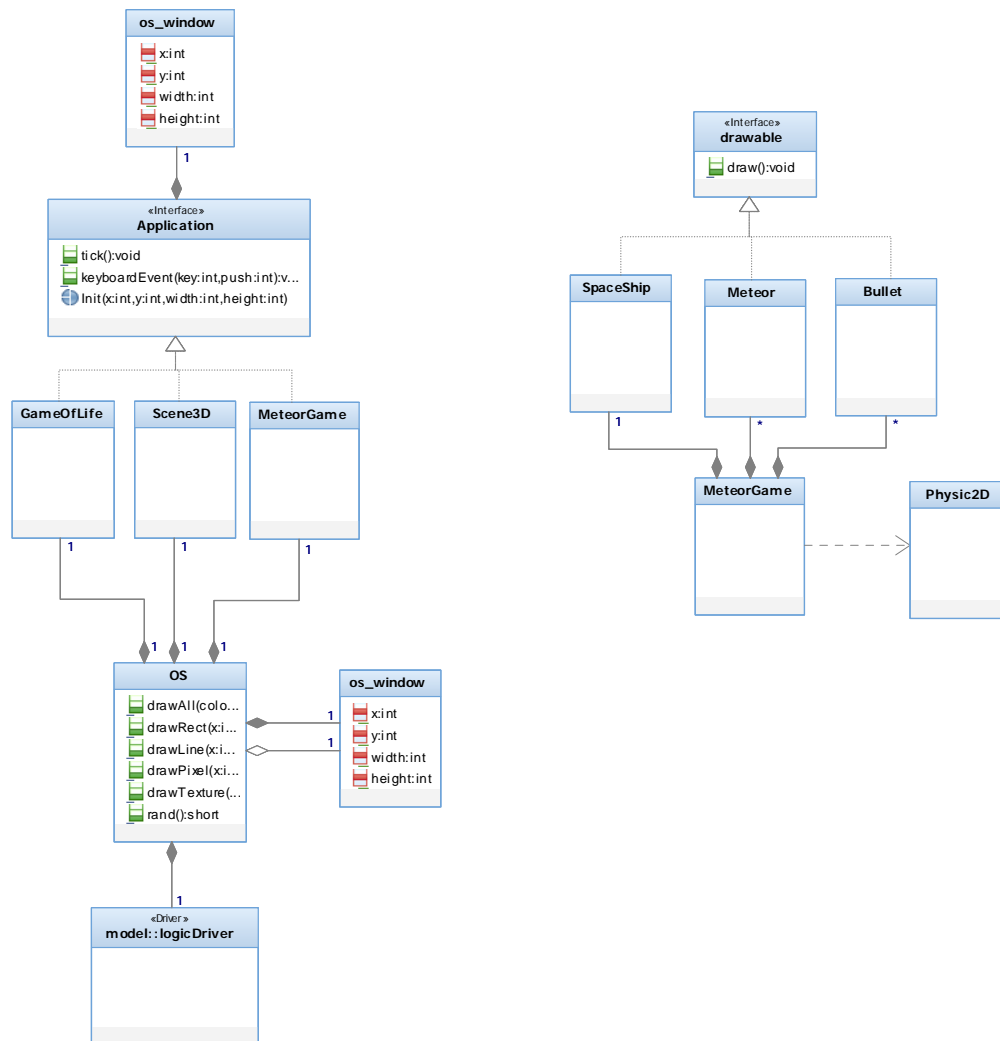 os_window
x:int
y:int
width:int
height:int
1
«Interface»
Application
tick():void
keyboardEvent(key:int,push:int):v...
Init(x:int,y:int,width:int,height:int)
GameOfLife
Scene3D
MeteorGame
1
1
1
1
1
1
OS
drawAll(colo...
drawRect(x:i...
drawLine(x:i...
drawPixel(x:i...
drawTexture(...
rand():short
1
1
os_window
x:int
y:int
width:int
height:int
1
«Driver»
model::logicDriver
«Interface»
drawable
draw():void
SpaceShip
Meteor
Bullet
1
*
*
MeteorGame
Physic2D